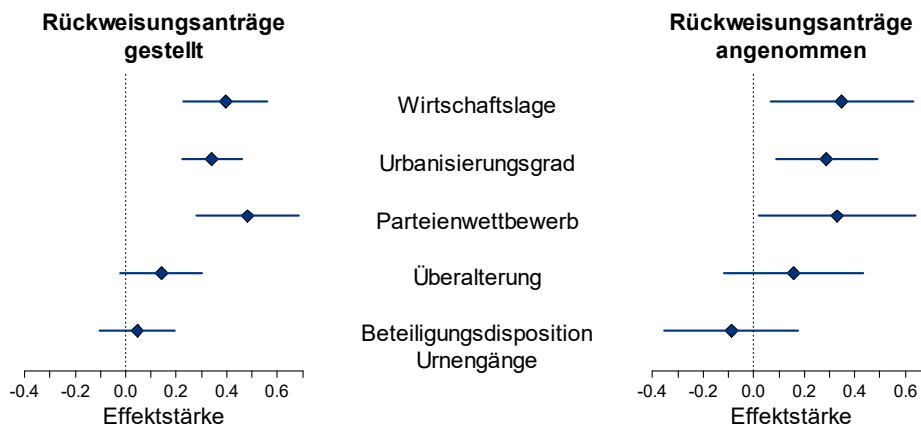 Rückweisungsanträge
gestellt
Rückweisungsanträge
angenommen
Wirtschaftslage
Urbanisierungsgrad
Parteienwettbewerb
Überalterung
Beteiligungsdisposition
Urnengänge
-0.4 -0.2 0.0 0.2 0.4 0.6
Effektstärke
-0.4 -0.2 0.0 0.2 0.4 0.6
Effektstärke